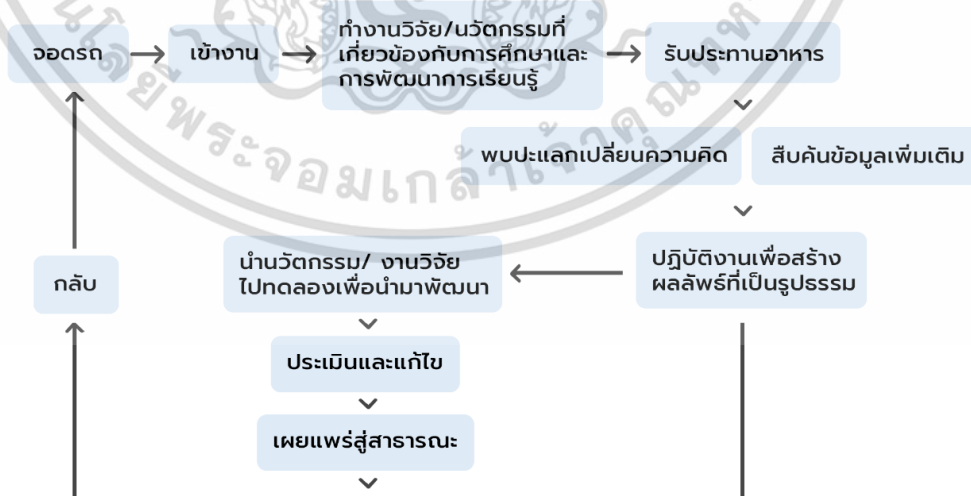 จอดรถ
เข้างาน
ทำงานวิจัย/นวัตกรรมที่
เกี่ยวข้องกับการศึกษาและ
การพัฒนาการเรียนรู้
รับประทานอาหาร
พบปะแลกเปลี่ยนความคิด
สืบค้นข้อมูลเพิ่มเติม
ปฏิบัติงานเพื่อสร้าง
ผลลัพธ์ที่เป็นรูปธรรม
นำนวัตกรรม/ งานวิจัย
ไปทดลองเพื่อนำมาพัฒนา
กลับ
ประเมินและแก้ไข
เผยแพร่สู่สาธารณะ